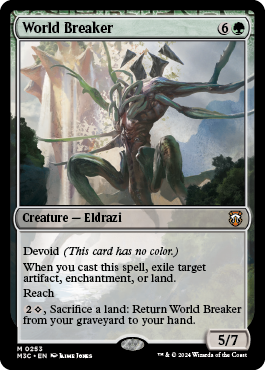 World Breaker 6
Creature — Eldrazi
Devoid (This card has no color.)
When you cast this spell, exile target
artifact, enchantment, or land.
Reach
2◇, Sacrifice a land: Return World Breaker
from your graveyard to your hand.
5/7
M 0253
M3C • EN JAIME JONES
™ & © 2024 Wizards of the Coast